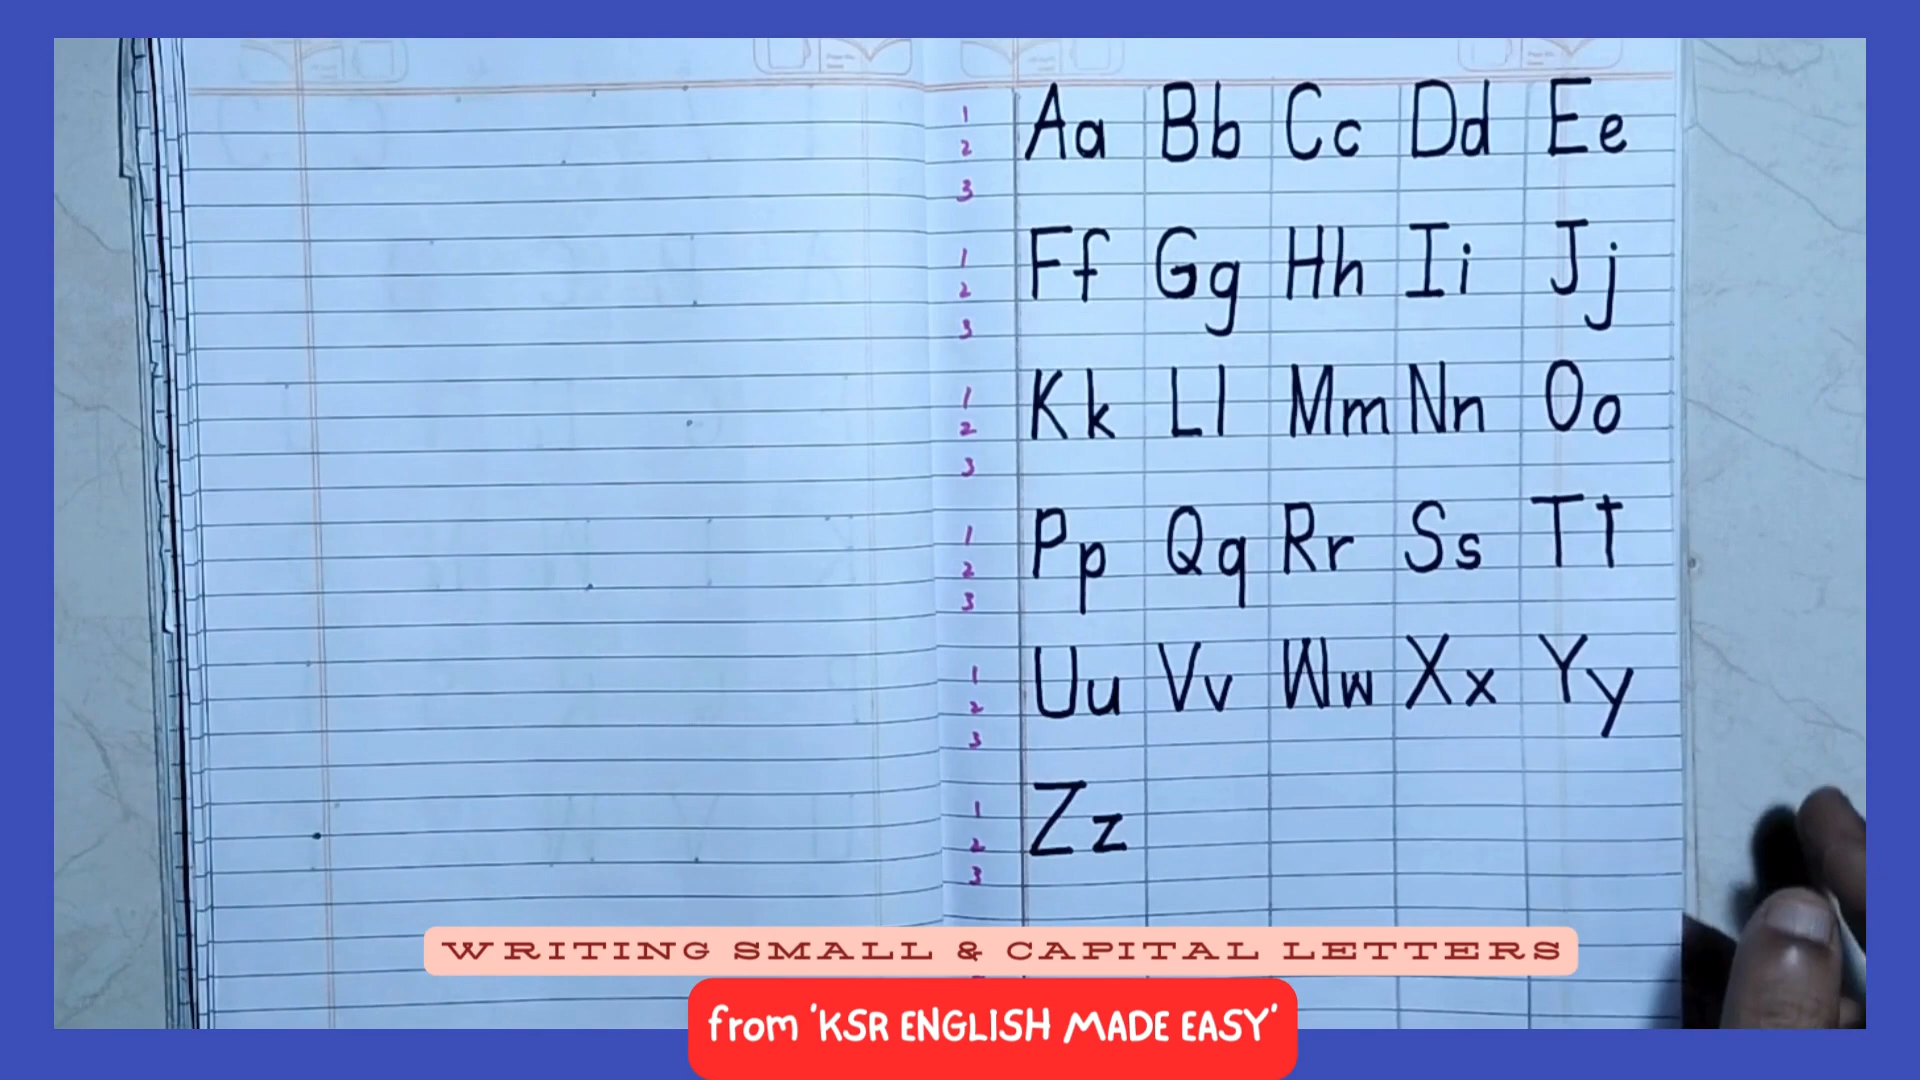 1 Aa Bb Cc Dd Ee
2
3
1 Ff Gg Hh Ii Jj
2
3
1 Kk Ll Mm Nn Oo
2
3
1 Pp Qq Rr Ss Tt
2
3
1 Uu Vv Ww Xx Yy
2
3
1 Zz
2
3
WRITING SMALL & CAPITAL LETTERS
from 'KSR ENGLISH MADE EASY'